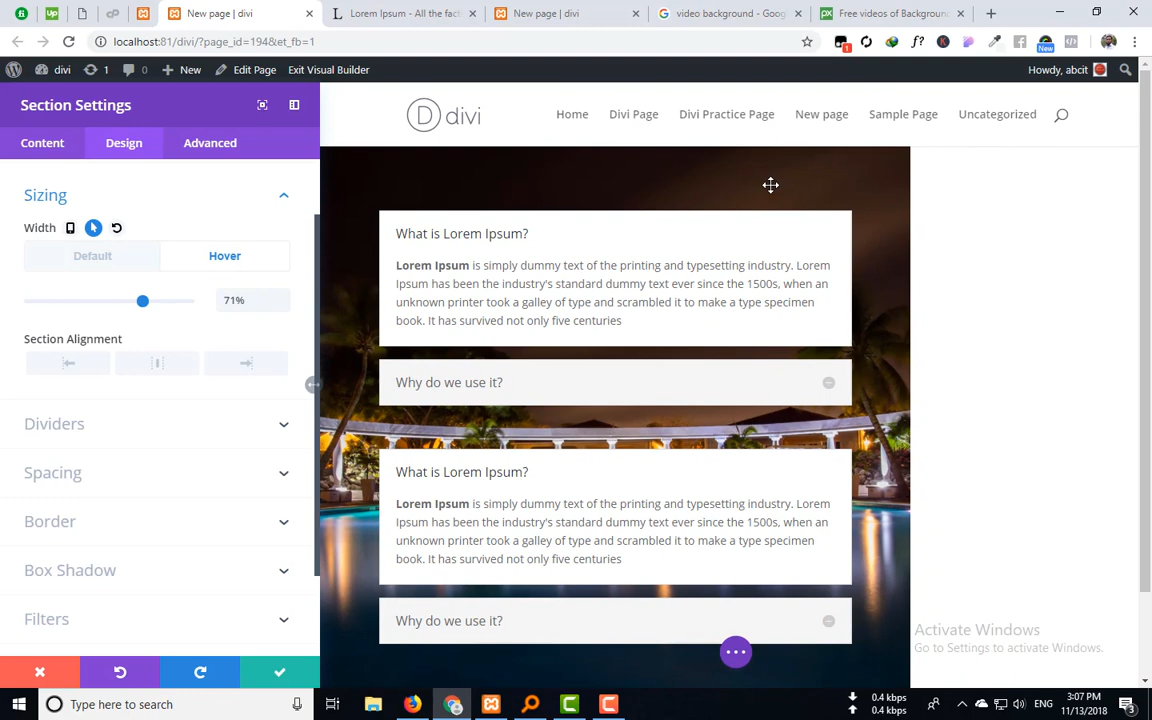 New page | divi
Lorem Ipsum - All the fact
New page | divi
video background - Goog
Free videos of Background
localhost:81/divi/?page_id=194&et_fb=1
1
New
divi
1
0
New
Edit Page
Exit Visual Builder
Howdy, abcit
Section Settings
Content
Design
Advanced
divi
Home
Divi Page
Divi Practice Page
New page
Sample Page
Uncategorized
Sizing
Width
Default
Hover
71%
Section Alignment
Dividers
Spacing
Border
Box Shadow
Filters
What is Lorem Ipsum?
Lorem Ipsum is simply dummy text of the printing and typesetting industry. Lorem
Ipsum has been the industry's standard dummy text ever since the 1500s, when an
unknown printer took a galley of type and scrambled it to make a type specimen
book. It has survived not only five centuries
Why do we use it?
What is Lorem Ipsum?
Lorem Ipsum is simply dummy text of the printing and typesetting industry. Lorem
Ipsum has been the industry's standard dummy text ever since the 1500s, when an
unknown printer took a galley of type and scrambled it to make a type specimen
book. It has survived not only five centuries
Why do we use it?
Activate Windows
Go to Settings to activate Windows.
Type here to search
0.4 kbps
0.4 kbps
ENG
3:07 PM
11/13/2018
3